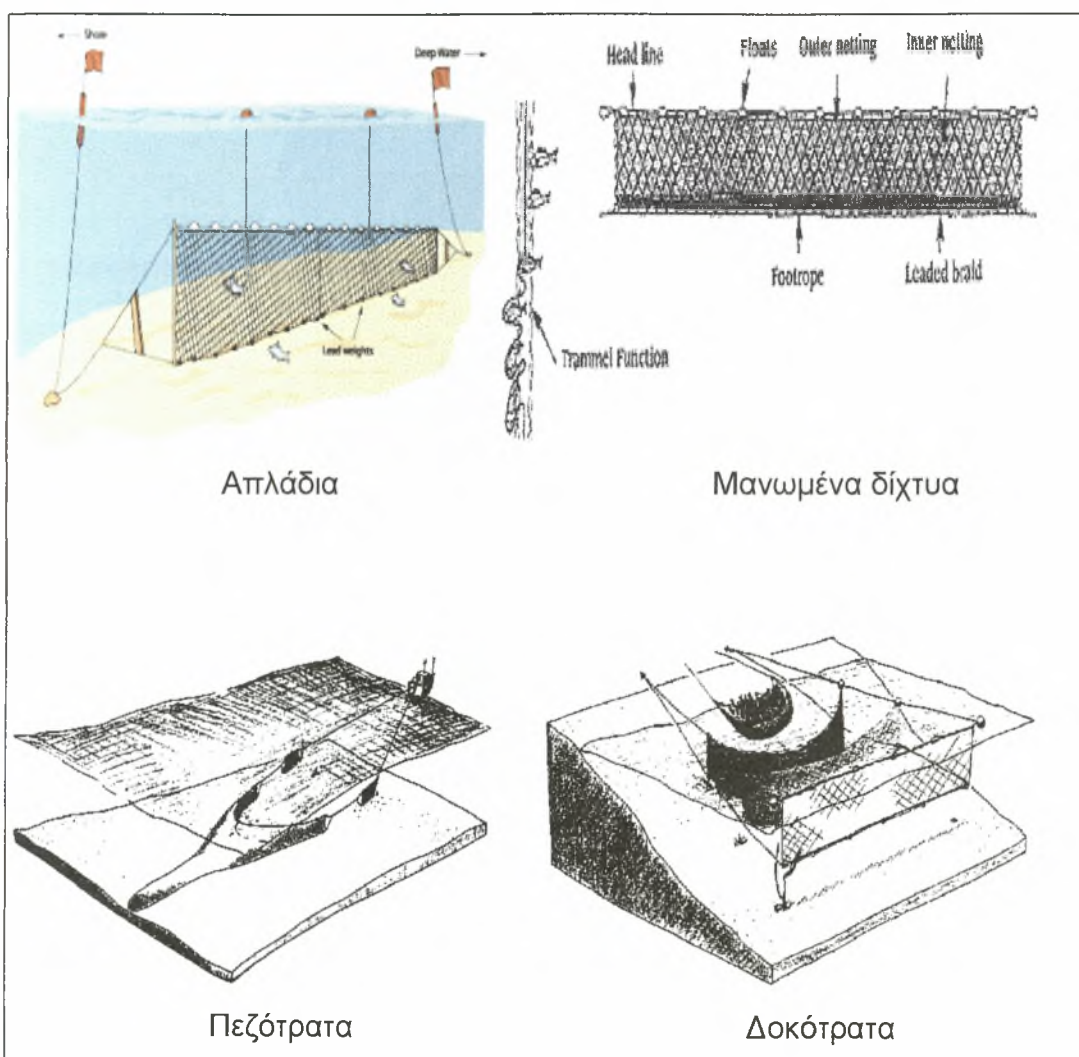 Shore
Deep Water
Lead weights
Απλάδια
Head line
Floats
Outer netting
Inner netting
Footrope
Leaded braid
Trammel Function
Μανωμένα δίχτυα
Πεζότρατα
Δοκότρατα